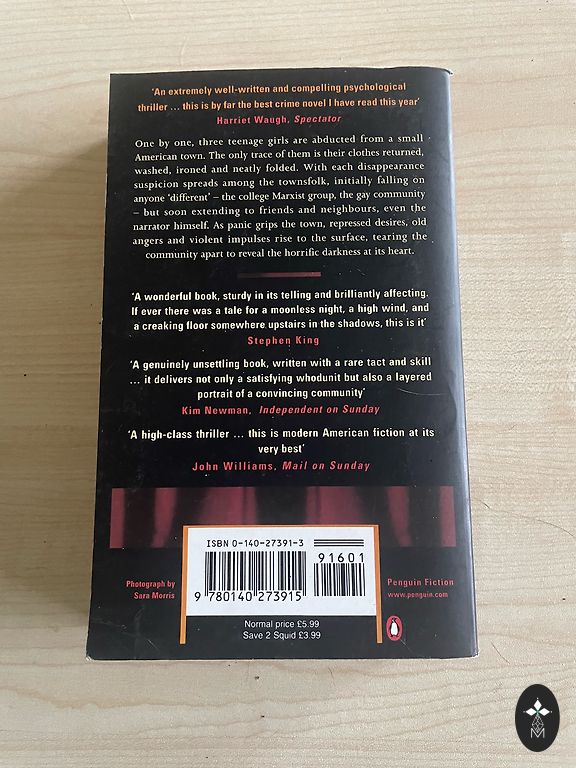 'An extremely well-written and compelling psychological
thriller ... this is by far the best crime novel I have read this year'
Harriet Waugh, Spectator
One by one, three teenage girls are abducted from a small
American town. The only trace of them is their clothes returned,
washed, ironed and neatly folded. With each disappearance
suspicion spreads among the townsfolk, initially falling on
anyone 'different' – the college Marxist group, the gay community
– but soon extending to friends and neighbours, even the
narrator himself. As panic grips the town, repressed desires, old
angers and violent impulses rise to the surface, tearing the
community apart to reveal the horrific darkness at its heart.
'A wonderful book, sturdy in its telling and brilliantly affecting.
If ever there was a tale for a moonless night, a high wind, and
a creaking floor somewhere upstairs in the shadows, this is it'
Stephen King
'A genuinely unsettling book, written with a rare tact and skill
... it delivers not only a satisfying whodunit but also a layered
portrait of a convincing community'
Kim Newman, Independent on Sunday
'A high-class thriller ... this is modern American fiction at its
very best'
John Williams, Mail on Sunday
ISBN 0-140-27391-3
91601
9 780140 273915
Photograph by
Sara Morris
Penguin Fiction
www.penguin.com
Normal price £5.99
Save 2 Squid £3.99
M